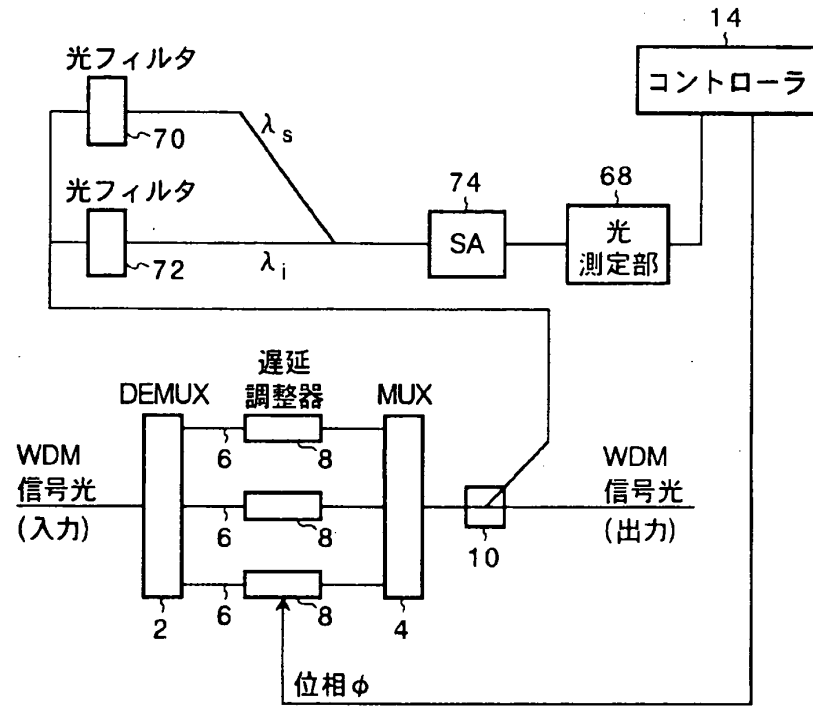 14
コントローラ
光フィルタ
70
λs
光フィルタ
72
λi
74
SA
68
光
測定部
遅延
調整器
DEMUX
MUX
WDM
信号光
(入力)
6
8
6
8
6
8
2
4
10
WDM
信号光
(出力)
位相φ